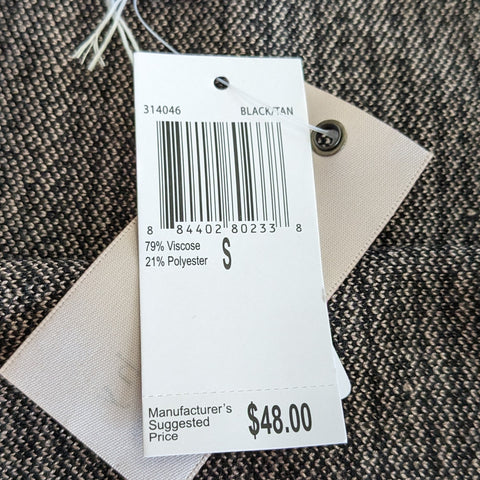 314046 BLACK/TAN
8 84402 80233 8
79% Viscose
21% Polyester S
Manufacturer's
Suggested
Price
$48.00